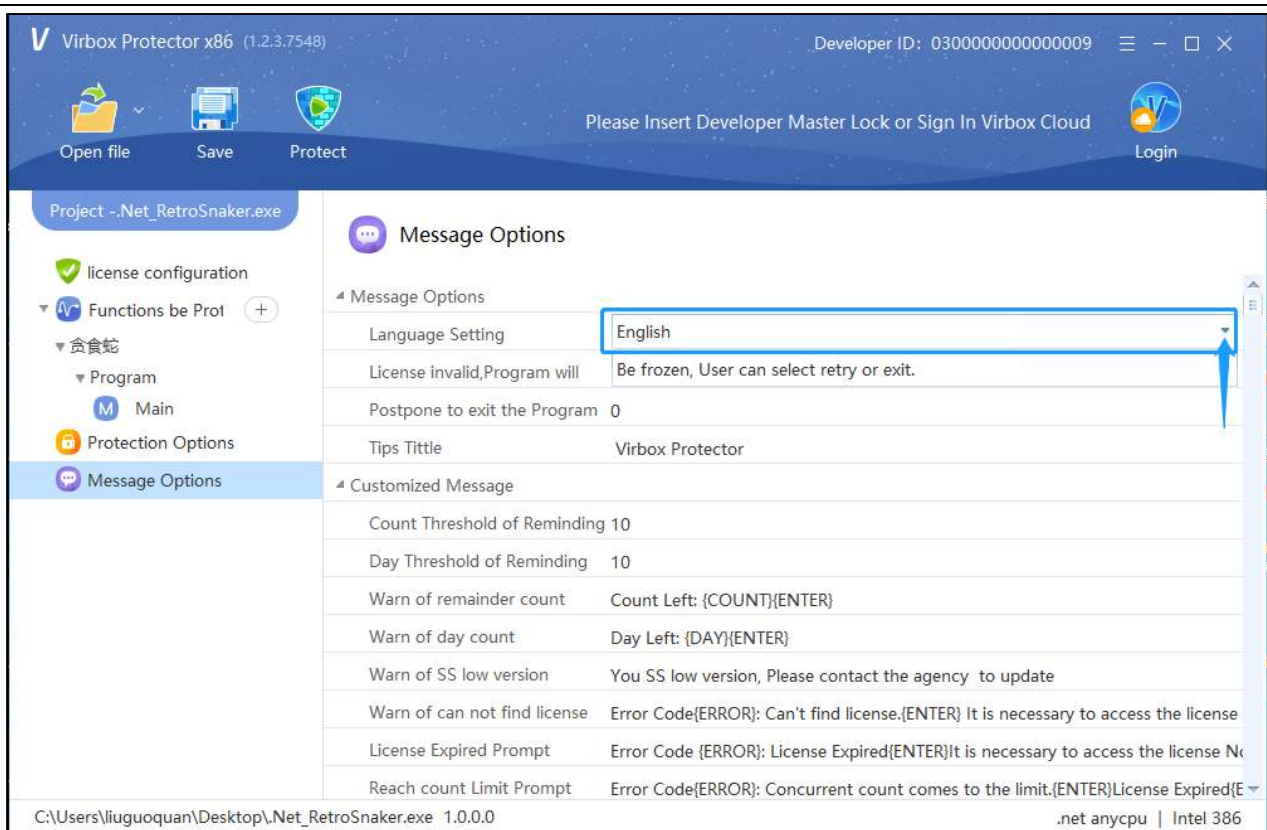 V Virbox Protector x86 (1.2.3.7548)
Developer ID: 0300000000000009
Please Insert Developer Master Lock or Sign In Virbox Cloud
Open file Save Protect Login
Project -.Net_RetroSnaker.exe
Message Options
license configuration
Functions be Prot
贪食蛇
Program
M Main
Protection Options
Message Options
Message Options
Language Setting English
License invalid,Program will Be frozen, User can select retry or exit.
Postpone to exit the Program 0
Tips Tittle Virbox Protector
Customized Message
Count Threshold of Reminding 10
Day Threshold of Reminding 10
Warn of remainder count Count Left: {COUNT}{ENTER}
Warn of day count Day Left: {DAY}{ENTER}
Warn of SS low version You SS low version, Please contact the agency to update
Warn of can not find license Error Code{ERROR}: Can't find license.{ENTER} It is necessary to access the license
License Expired Prompt Error Code {ERROR}: License Expired{ENTER}It is necessary to access the license
Reach count Limit Prompt Error Code{ERROR}: Concurrent count comes to the limit.{ENTER}License Expired{E
C:\Users\liuguoquan\Desktop\.Net_RetroSnaker.exe 1.0.0.0
.net anycpu | Intel 386